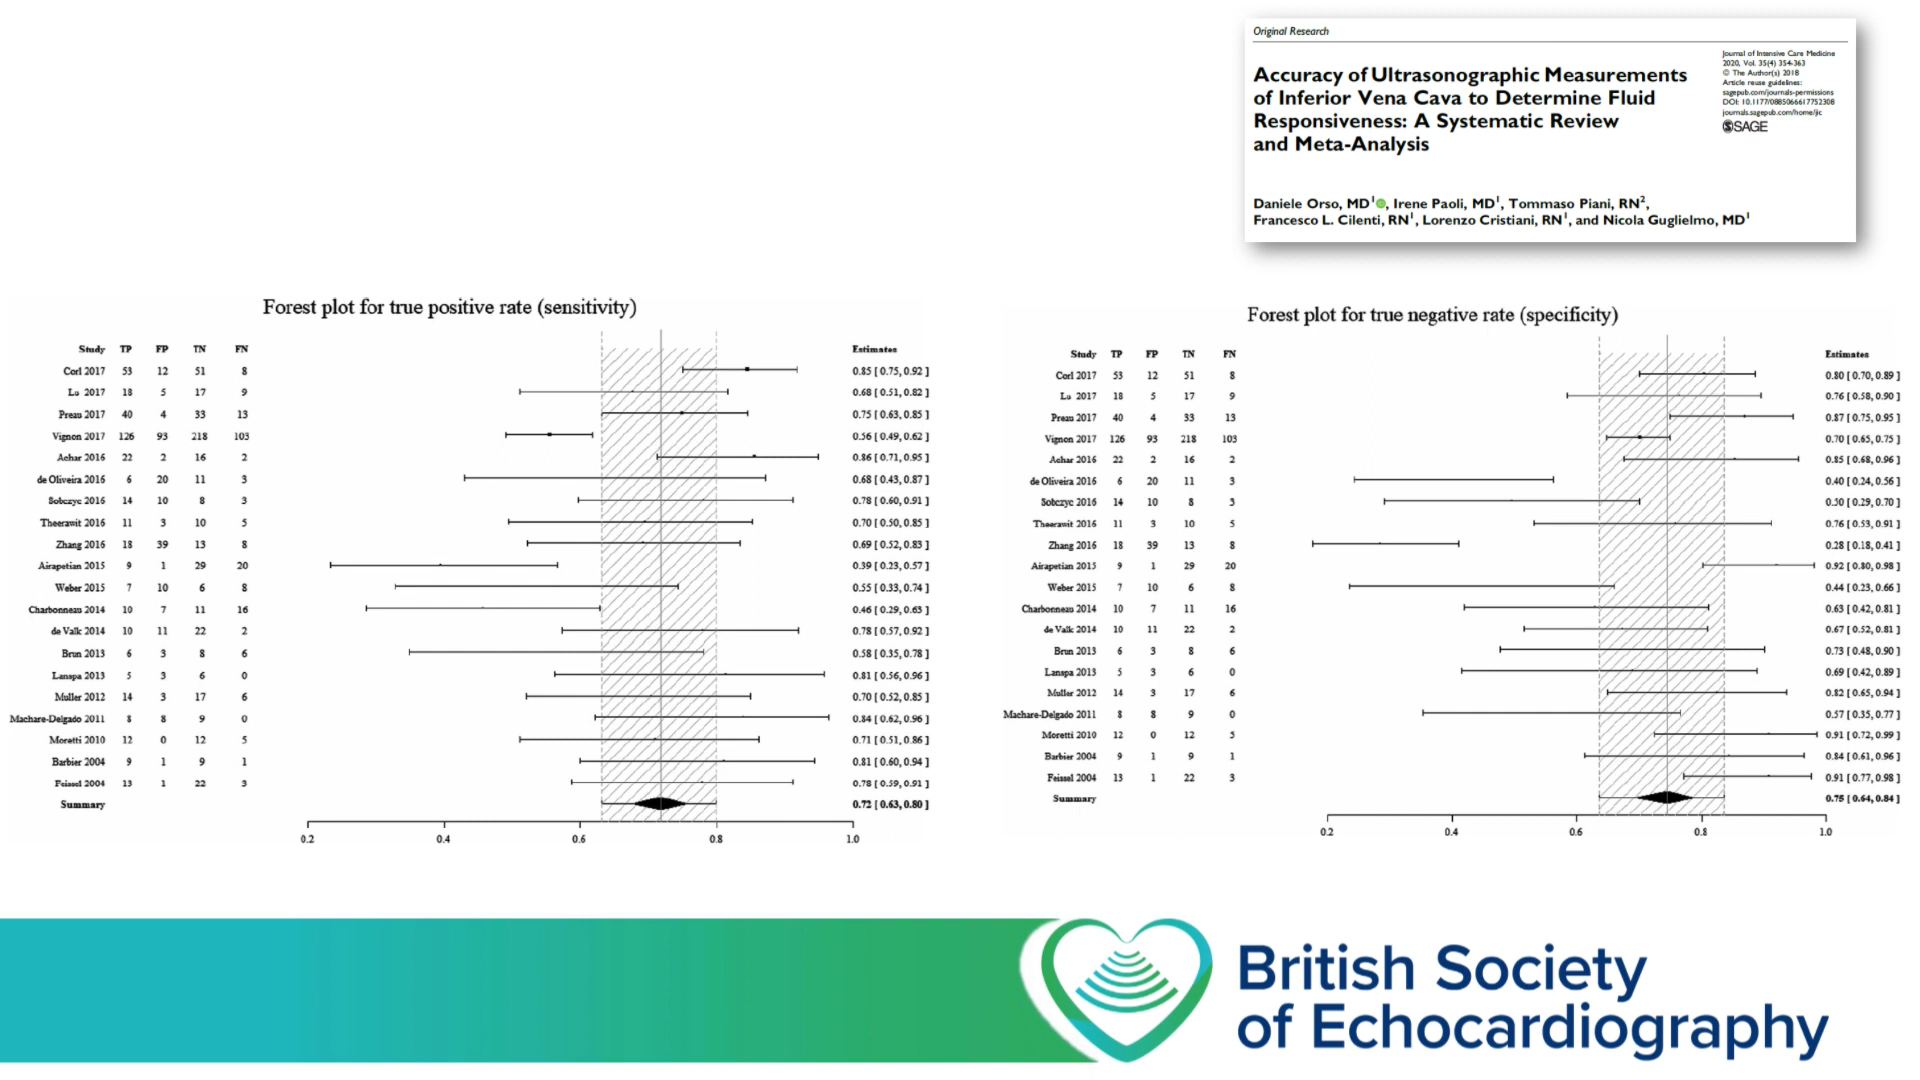 Original Research
Accuracy of Ultrasonographic Measurements
of Inferior Vena Cava to Determine Fluid
Responsiveness: A Systematic Review
and Meta-Analysis
Journal of Intensive Care Medicine
2020, Vol. 35(4) 354-363
© The Author(s) 2018
Article reuse guidelines:
sagepub.com/journals-permissions
DOI: 10.1177/0885066617752308
journals.sagepub.com/home/jic
SAGE
Daniele Orso, MD1, Irene Paoli, MD1, Tommaso Piani, RN2,
Francesco L. Cilenti, RN1, Lorenzo Cristiani, RN1, and Nicola Guglielmo, MD1
Forest plot for true positive rate (sensitivity)
Study TP FP TN FN Estimates
Corl 2017 53 12 51 8 0.85 [ 0.75, 0.92 ]
Lu 2017 18 5 17 9 0.68 [ 0.51, 0.82 ]
Preau 2017 40 4 33 13 0.75 [ 0.63, 0.85 ]
Vignon 2017 126 93 218 103 0.56 [ 0.49, 0.62 ]
Achar 2016 22 2 16 2 0.86 [ 0.71, 0.95 ]
de Oliveira 2016 6 20 11 3 0.68 [ 0.43, 0.87 ]
Sobczyc 2016 14 10 8 3 0.78 [ 0.60, 0.91 ]
Theerawit 2016 11 3 10 5 0.70 [ 0.50, 0.85 ]
Zhang 2016 18 39 13 8 0.69 [ 0.52, 0.83 ]
Airapetian 2015 9 1 29 20 0.39 [ 0.23, 0.57 ]
Weber 2015 7 10 6 8 0.55 [ 0.33, 0.74 ]
Charbonneau 2014 10 7 11 16 0.46 [ 0.29, 0.63 ]
de Valk 2014 10 11 22 2 0.78 [ 0.57, 0.92 ]
Brun 2013 6 3 8 6 0.58 [ 0.35, 0.78 ]
Lanspa 2013 5 3 6 0 0.81 [ 0.56, 0.96 ]
Muller 2012 14 3 17 6 0.70 [ 0.52, 0.85 ]
Machare-Delgado 2011 8 8 9 0 0.84 [ 0.62, 0.96 ]
Moretti 2010 12 0 12 5 0.71 [ 0.51, 0.86 ]
Barbier 2004 9 1 9 1 0.81 [ 0.60, 0.94 ]
Feissel 2004 13 1 22 3 0.78 [ 0.59, 0.91 ]
Summary 0.72 [ 0.63, 0.80 ]
0.2 0.4 0.6 0.8 1.0
Forest plot for true negative rate (specificity)
Study TP FP TN FN Estimates
Corl 2017 53 12 51 8 0.80 [ 0.70, 0.89 ]
Lu 2017 18 5 17 9 0.76 [ 0.58, 0.90 ]
Preau 2017 40 4 33 13 0.87 [ 0.75, 0.95 ]
Vignon 2017 126 93 218 103 0.70 [ 0.65, 0.75 ]
Achar 2016 22 2 16 2 0.85 [ 0.68, 0.96 ]
de Oliveira 2016 6 20 11 3 0.40 [ 0.24, 0.56 ]
Sobczyc 2016 14 10 8 3 0.50 [ 0.29, 0.70 ]
Theerawit 2016 11 3 10 5 0.76 [ 0.53, 0.91 ]
Zhang 2016 18 39 13 8 0.28 [ 0.18, 0.41 ]
Airapetian 2015 9 1 29 20 0.92 [ 0.80, 0.98 ]
Weber 2015 7 10 6 8 0.44 [ 0.23, 0.66 ]
Charbonneau 2014 10 7 11 16 0.63 [ 0.42, 0.81 ]
de Valk 2014 10 11 22 2 0.67 [ 0.52, 0.81 ]
Brun 2013 6 3 8 6 0.73 [ 0.48, 0.90 ]
Lanspa 2013 5 3 6 0 0.69 [ 0.42, 0.89 ]
Muller 2012 14 3 17 6 0.82 [ 0.65, 0.94 ]
Machare-Delgado 2011 8 8 9 0 0.57 [ 0.35, 0.77 ]
Moretti 2010 12 0 12 5 0.91 [ 0.72, 0.99 ]
Barbier 2004 9 1 9 1 0.84 [ 0.61, 0.96 ]
Feissel 2004 13 1 22 3 0.91 [ 0.77, 0.98 ]
Summary 0.75 [ 0.64, 0.84 ]
0.2 0.4 0.6 0.8 1.0
British Society
of Echocardiography